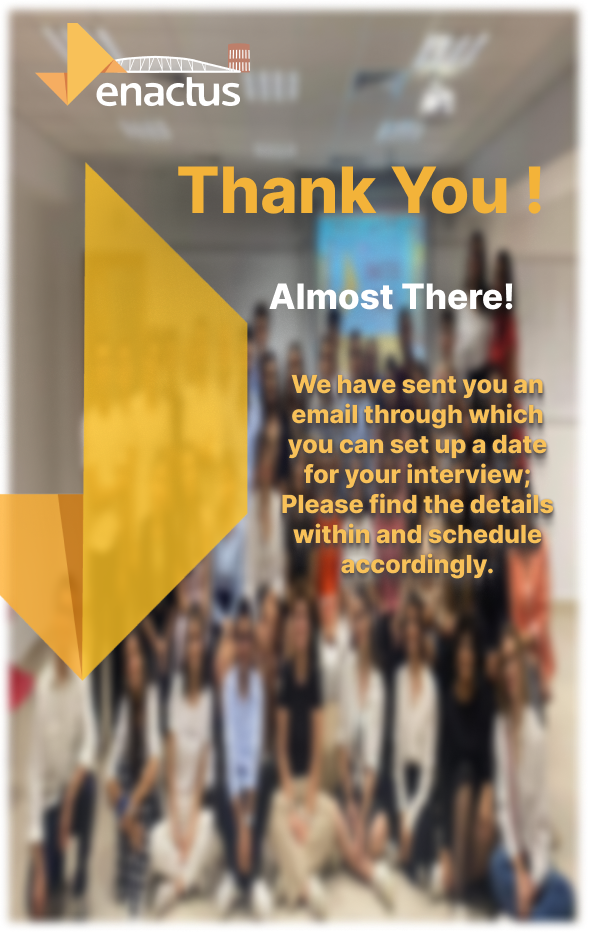 enactus
Thank You !
Almost There!
We have sent you an
email through which
you can set up a date
for your interview;
Please find the details
within and schedule
accordingly.